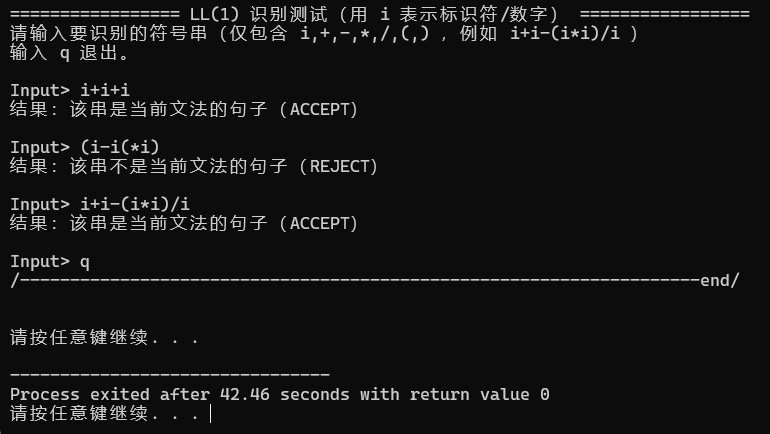 ================= LL(1) 识别测试 (用 i 表示标识符/数字) =================
请输入要识别的符号串 (仅包含 i,+,-,*,/,(,) , 例如 i+i-(i*i)/i )
输入 q 退出。
Input> i+i+i
结果: 该串是当前文法的句子 (ACCEPT)
Input> (i-i(*i)
结果: 该串不是当前文法的句子 (REJECT)
Input> i+i-(i*i)/i
结果: 该串是当前文法的句子 (ACCEPT)
Input> q
/--------------------------------------------------------------------end/
请按任意键继续. . .
--------------------------------
Process exited after 42.46 seconds with return value 0
请按任意键继续. . .